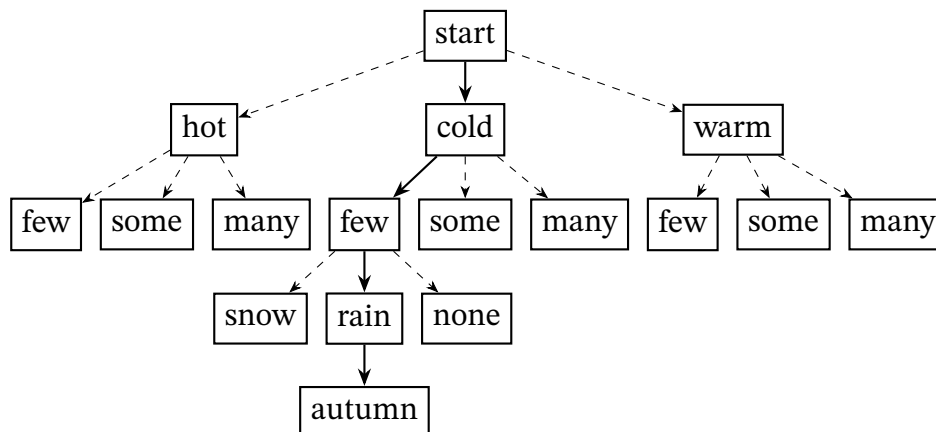 start
hot cold warm
few some many few some many few some many
snow rain none
autumn